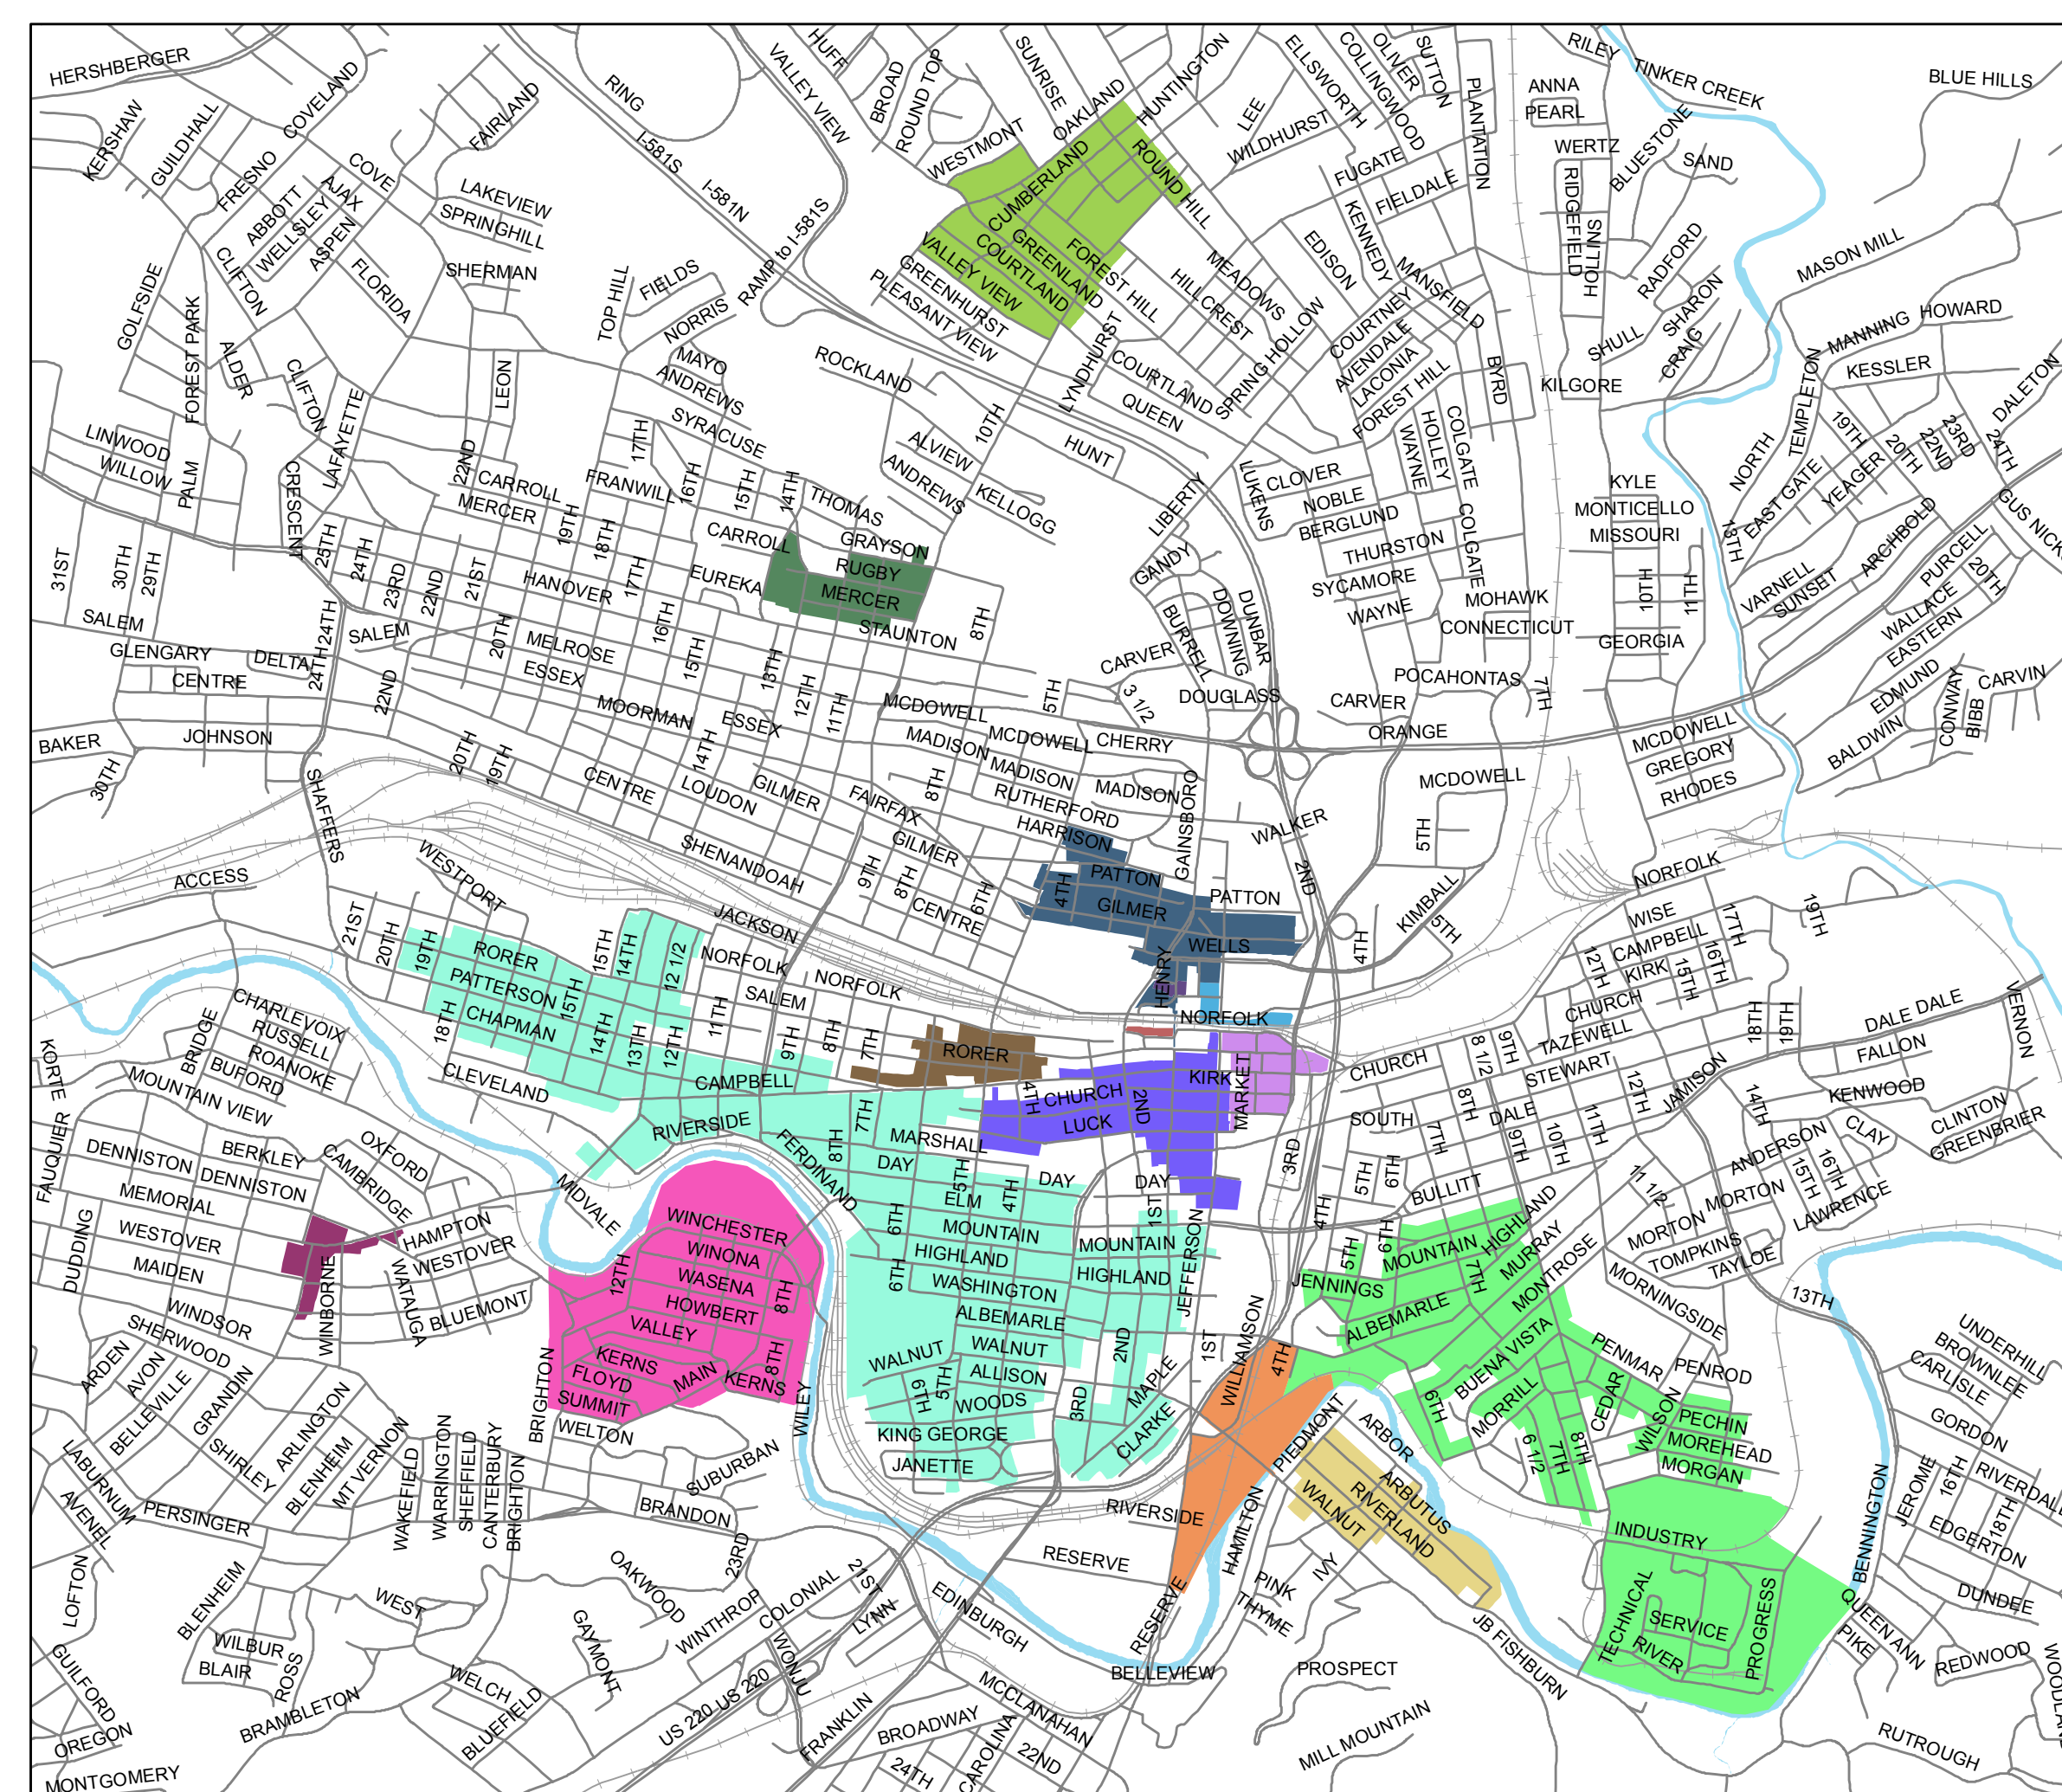 HERSHBERGER
KERSHAW
GUILDHALL
COVELAND
FRESNO
ABBOTT
WELLSLEY
AJAX
ASPEN
COVE
FAIRLAND
LAKEVIEW
SPRINGHILL
SHERMAN
FLORIDA
CLIFTON
GOLFSIDE
FOREST PARK
ALDER
CLIFTON
LAFAYETTE
LEON
RING
I-581S
I-581N
RAMP to I-581S
VALLEY VIEW
HUFF
BROAD
ROUND TOP
SUNRISE
WESTMONT
OAKLAND
HUNTINGTON
CUMBERLAND
ROUND HILL
LEE
WILDHURST
ELLSWORTH
COLLINGWOOD
OLIVER
SUTTON
PLANTATION
FUGATE
FIELDALE
KENNEDY
EDISON
MANSFIELD
COURTNEY
AVENDALE
LACONIA
FOREST HILL
RILEY
TINKER CREEK
BLUE HILLS
ANNA
PEARL
WERTZ
BLUESTONE
SAND
RIDGEFIELD
HOLLINS
RADFORD
SHARON
CRAIG
SHULL
KILGORE
BYRD
MASON MILL
MANNING
HOWARD
KESSLER
DALETON
TEMPLETON
NORTH
19TH
20TH
22ND
23RD
24TH
YEAGER
EAST GATE
13TH
ARCHBOLD
PURCELL
20TH
VARNELL
SUNSET
WALLACE
EASTERN
EDMUND
BALDWIN
CONWAY
BIBB
CARVIN
VALLEY VIEW
COURTLAND
GREENLAND
FOREST HILL
GREENHURST
PLEASANT VIEW
HILLCREST
MEADOWS
SPRING HOLLOW
LYNDHURST
COURTLAND
QUEEN
TOP HILL
FIELDS
NORRIS
MAYO
ANDREWS
SYRACUSE
ROCKLAND
10TH
HUNT
ALVIEW
ANDREWS
KELLOGG
LIBERTY
LUKENS
CLOVER
NOBLE
BERGLUND
THURSTON
SYCAMORE
WAYNE
WAYNE
HOLLEY
COLGATE
COLGATE
MOHAWK
CONNECTICUT
POCAHONTAS
7TH
KYLE
MONTICELLO
MISSOURI
10TH
11TH
GEORGIA
LINWOOD
WILLOW
PALM
CRESCENT
22ND
CARROLL
MERCER
17TH
FRANWILL
16TH
15TH
14TH
THOMAS
CARROLL
GRAYSON
RUGBY
MERCER
EUREKA
STAUNTON
8TH
31ST
30TH
29TH
25TH
24TH
23RD
22ND
21ST
19TH
18TH
17TH
HANOVER
16TH
15TH
13TH
12TH
11TH
SALEM
GLENGARY
DELTA
CENTRE
24TH
24TH
SALEM
22ND
20TH
MELROSE
ESSEX
MOORMAN
ESSEX
BAKER
JOHNSON
30TH
SHAFFERS
20TH
19TH
CENTRE
LOUDON
14TH
GILMER
FAIRFAX
GILMER
MCDOWELL
MCDOWELL
CHERRY
MADISON
MADISON
MADISON
RUTHERFORD
HARRISON
8TH
5TH
3 1/2
CARVER
GANDY
BURRELL
DOWNING
DUNBAR
DOUGLASS
CARVER
ORANGE
MCDOWELL
GREGORY
RHODES
MCDOWELL
5TH
GAINSBORO
WALKER
2ND
PATTON
PATTON
4TH
GILMER
WELLS
HENRY
NORFOLK
KIMBALL
5TH
4TH
NORFOLK
SHENANDOAH
9TH
8TH
CENTRE
6TH
ACCESS
WESTPORT
JACKSON
21ST
20TH
19TH
RORER
15TH
14TH
12 1/2
NORFOLK
NORFOLK
SALEM
PATTERSON
15TH
CHAPMAN
18TH
14TH
13TH
12TH
11TH
9TH
8TH
7TH
RORER
CAMPBELL
CLEVELAND
RIVERSIDE
CHARLEVOIX
RUSSELL
ROANOKE
BUFORD
BRIDGE
MOUNTAIN VIEW
KORTE
FAUQUIER
BERKLEY
DENNISTON
DENNISTON
MEMORIAL
OXFORD
CAMBRIDGE
MIDVALE
WESTOVER
MAIDEN
DUDDING
WINDSOR
SHERWOOD
HAMPTON
WESTOVER
WINBORNE
WATAUGA
BLUEMONT
ARDEN
AVON
BELLEVILLE
GRANDIN
SHIRLEY
ARLINGTON
BLENHEIM
MT VERNON
WAKEFIELD
WARRINGTON
SHEFFIELD
CANTERBURY
BRIGHTON
BRIGHTON
LABURNUM
AVENEL
PERSINGER
LOFTON
BLENHEIM
WEST
WILBUR
BLAIR
ROSS
GUILFORD
OREGON
MONTGOMERY
BRAMBLETON
WELCH
BLUEFIELD
WINCHESTER
WINONA
WASENA
HOWBERT
12TH
8TH
VALLEY
KERNS
FLOYD
SUMMIT
MAIN
KERNS
8TH
WELTON
WILEY
SUBURBAN
BRANDON
23RD
OAKWOOD
GAYMONT
WINTHROP
COLONIAL
21ST
LYNN
WONJU
US 220
US 220
FRANKLIN
EDINBURGH
MCCLANAHAN
BROADWAY
24TH
CAROLINA
22ND
FERDINAND
8TH
7TH
MARSHALL
DAY
5TH
ELM
4TH
DAY
DAY
6TH
MOUNTAIN
MOUNTAIN
HIGHLAND
HIGHLAND
6TH
WASHINGTON
ALBEMARLE
WALNUT
WALNUT
ALLISON
6TH
5TH
WOODS
KING GEORGE
JANETTE
3RD
2ND
MAPLE
CLARKE
1ST
1ST
JEFFERSON
4TH
CHURCH
LUCK
2ND
KIRK
MARKET
3RD
WILLIAMSON
4TH
RIVERSIDE
RESERVE
RESERVE
BELLEVIEW
HAMILTON
PIEDMONT
ARBOR
ARBUTUS
RIVERLAND
WALNUT
IVY
PINK
THYME
PROSPECT
MILL MOUNTAIN
JB FISHBURN
CHURCH
SOUTH
8 1/2
9TH
8TH
7TH
DALE
9TH
10TH
11TH
12TH
STEWART
TAZEWELL
CHURCH
KIRK
CAMPBELL
WISE
12TH
15TH
16TH
17TH
19TH
18TH
19TH
JAMISON
DALE DALE
VERNON
FALLON
KENWOOD
14TH
CLAY
CLINTON
GREENBRIER
ANDERSON
15TH
16TH
LAWRENCE
11 1/2
MORTON
MORTON
TOMPKINS
TAYLOE
5TH
6TH
BULLITT
4TH
5TH
6TH
MOUNTAIN
HIGHLAND
7TH
MURRAY
MONTROSE
JENNINGS
ALBEMARLE
BUENA VISTA
MORRILL
6TH
6 1/2
7TH
8TH
CEDAR
WILSON
PENMAR
PENROD
MORNINGSIDE
PECHIN
MOREHEAD
MORGAN
13TH
INDUSTRY
TECHNICAL
SERVICE
RIVER
PROGRESS
BENNINGTON
UNDERHILL
BROWNLEE
CARLISLE
GORDON
JEROME
16TH
18TH
EDGERTON
DUNDEE
QUEEN ANN
PIKE
REDWOOD
RUTROUGH